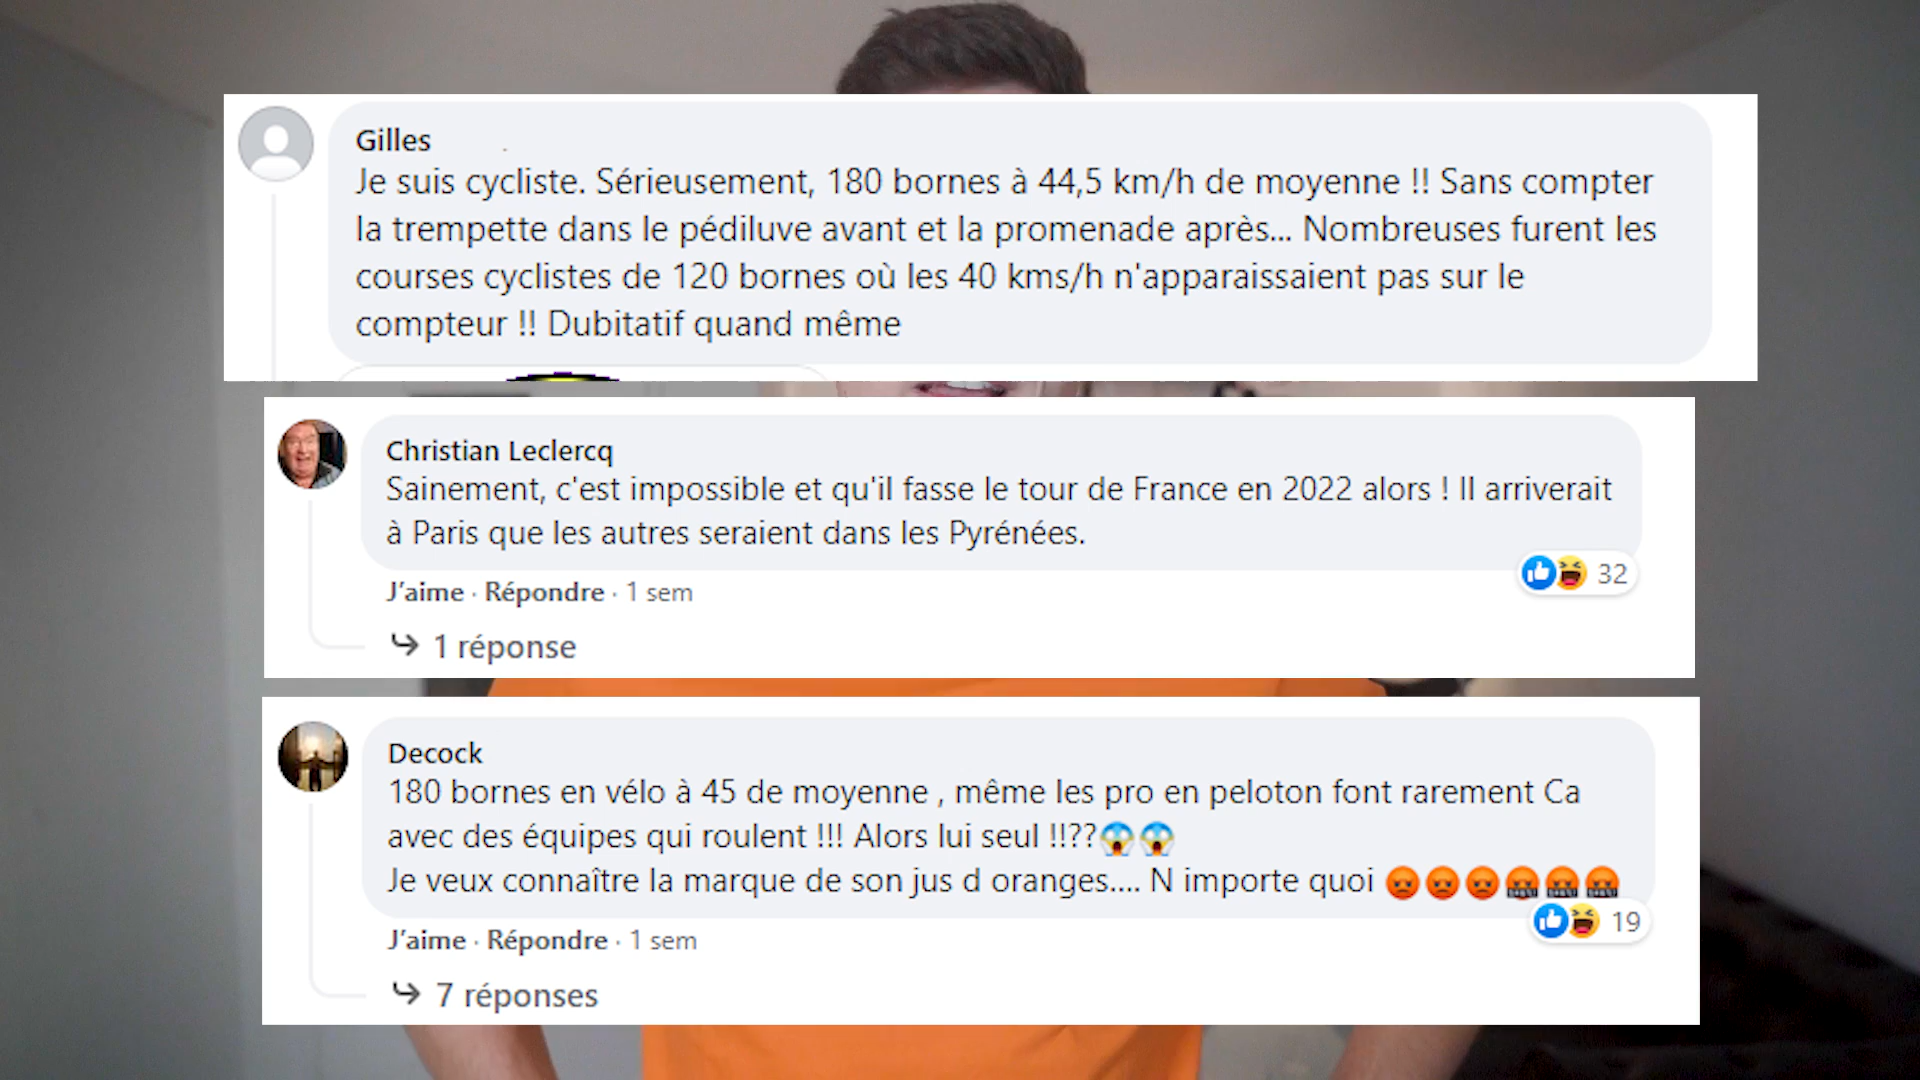 Gilles
Je suis cycliste. Sérieusement, 180 bornes à 44,5 km/h de moyenne !! Sans compter
la trempette dans le pédiluve avant et la promenade après... Nombreuses furent les
courses cyclistes de 120 bornes où les 40 kms/h n'apparaissaient pas sur le
compteur !! Dubitatif quand même
Christian Leclercq
Sainement, c'est impossible et qu'il fasse le tour de France en 2022 alors ! Il arriverait
à Paris que les autres seraient dans les Pyrénées.
32
J'aime · Répondre · 1 sem
1 réponse
Decock
180 bornes en vélo à 45 de moyenne , même les pro en peloton font rarement Ca
avec des équipes qui roulent !!! Alors lui seul !!??😱😱
Je veux connaître la marque de son jus d oranges.... N importe quoi 😡😡😡🤬🤬🤬
19
J'aime · Répondre · 1 sem
7 réponses